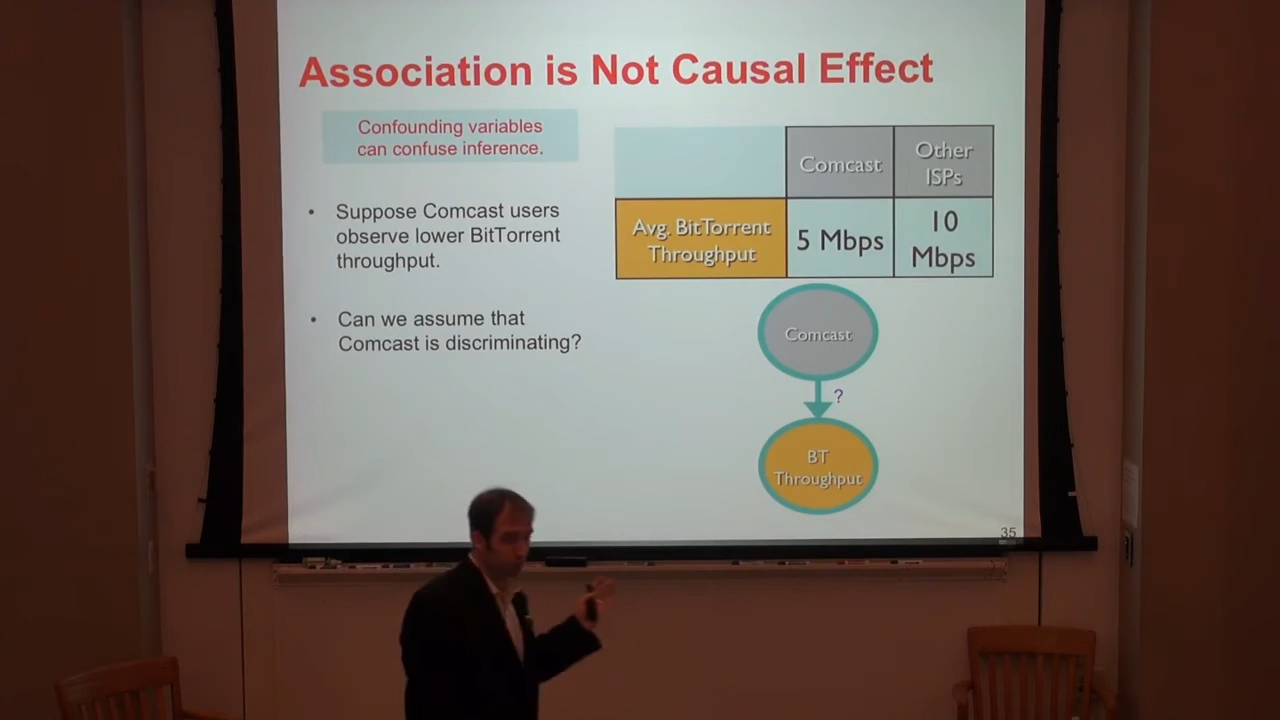 Association is Not Causal Effect
Confounding variables
can confuse inference.
• Suppose Comcast users
observe lower BitTorrent
throughput.
• Can we assume that
Comcast is discriminating?
Comcast
Other
ISPs
Avg. BitTorrent
Throughput
5 Mbps
10
Mbps
Comcast
?
BT
Throughput
35